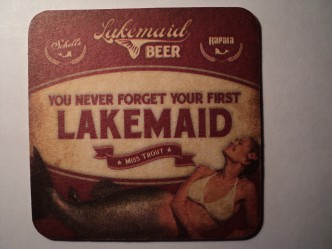 Lakemaid
Schell's BEER Rapala
YOU NEVER FORGET YOUR FIRST
LAKEMAID
★ MISS TROUT ★